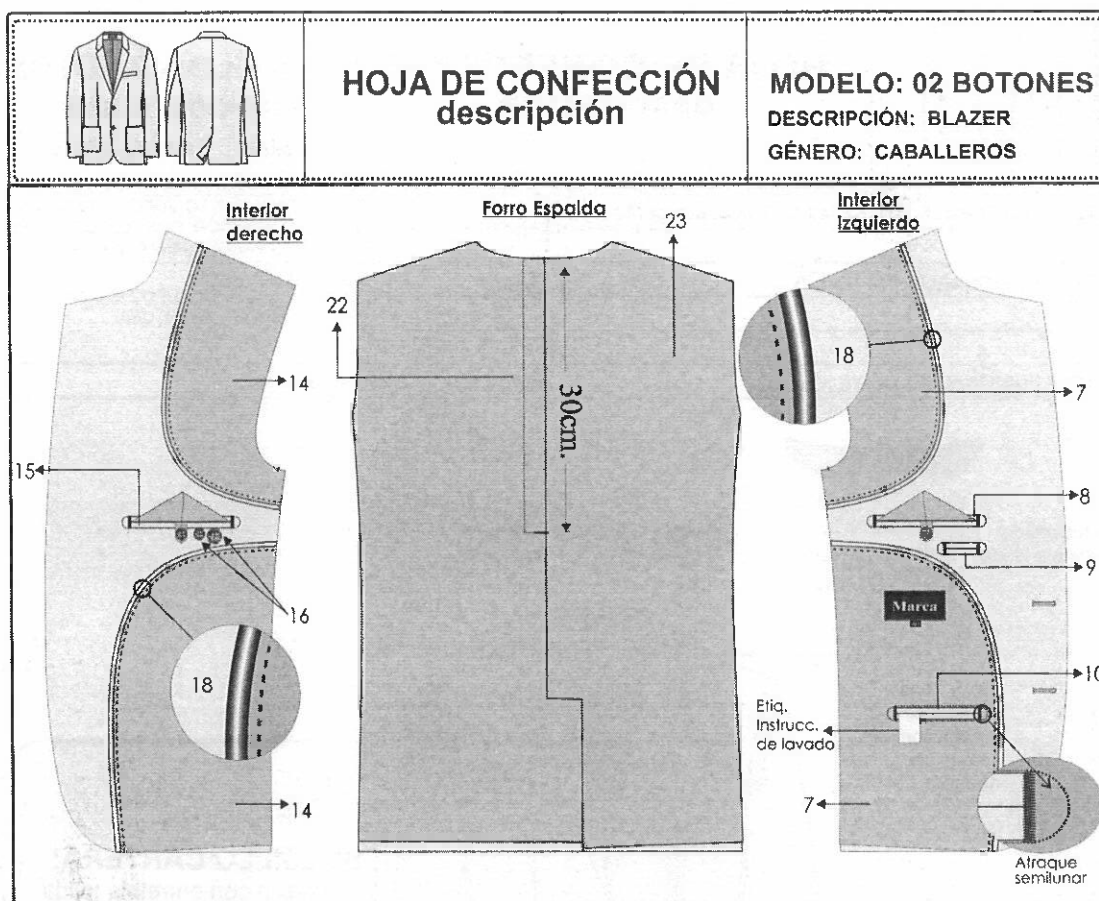 HOJA DE CONFECCIÓN
descripción
MODELO: 02 BOTONES
DESCRIPCIÓN: BLAZER
GÉNERO: CABALLEROS
Interior
derecho
Forro Espalda
Interior
Izquierdo
23
22
30cm.
18
14
7
15
8
9
16
Marca
18
10
Etiq.
Instrucc.
de lavado
14
7
Atraque
semilunar